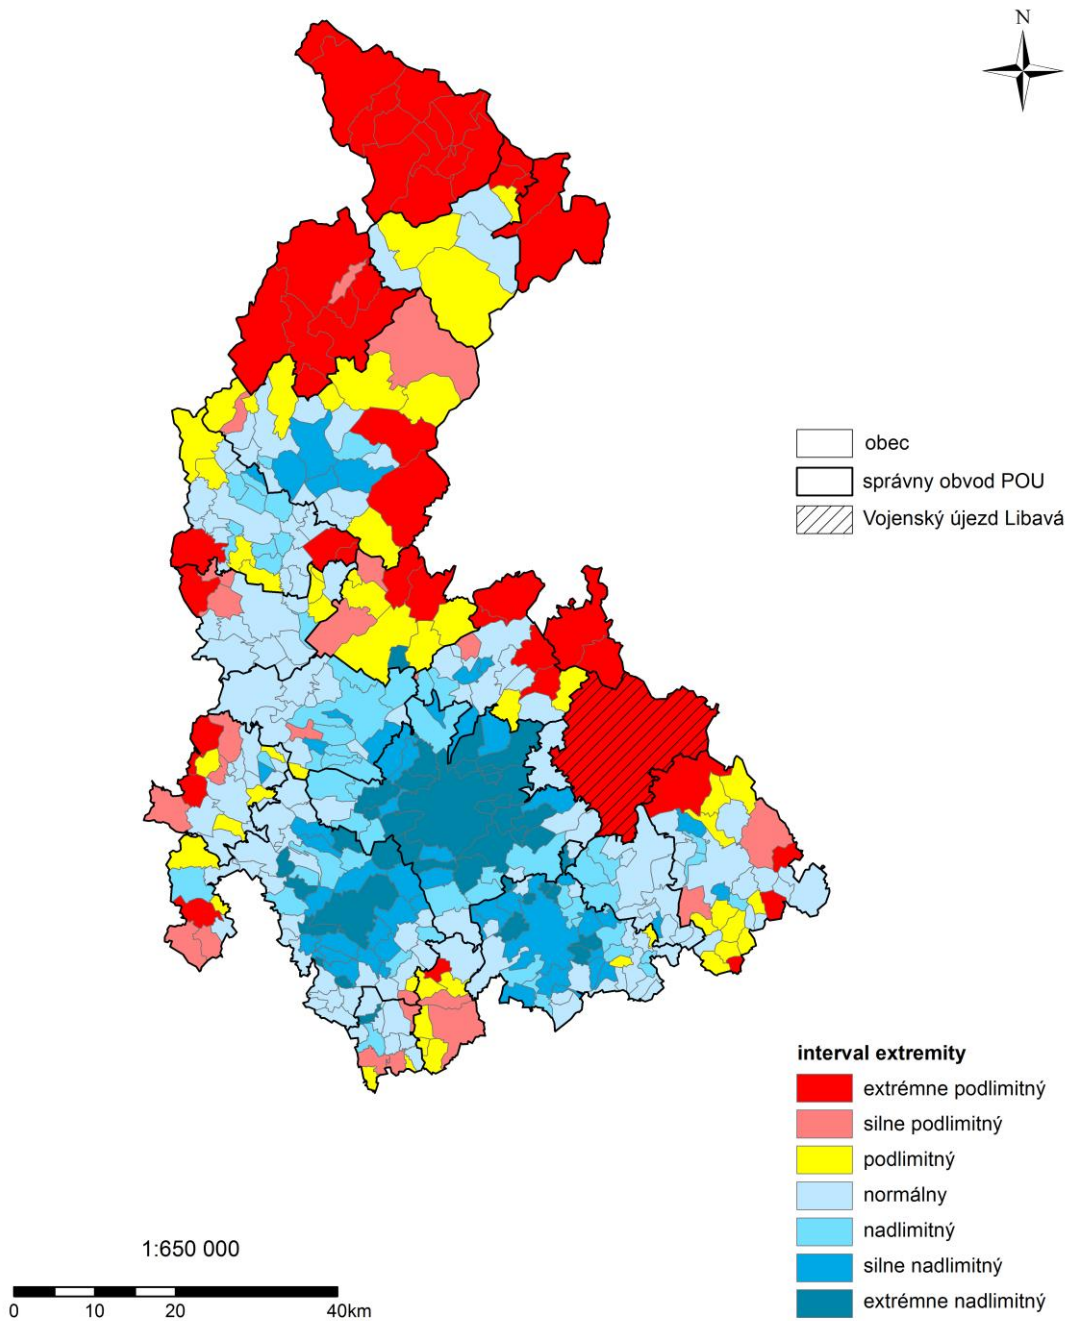 N
obec
správny obvod POU
Vojenský újezd Libavá
interval extremity
extrémne podlimitný
silne podlimitný
podlimitný
normálny
nadlimitný
silne nadlimitný
extrémne nadlimitný
1:650 000
0 10 20 40km